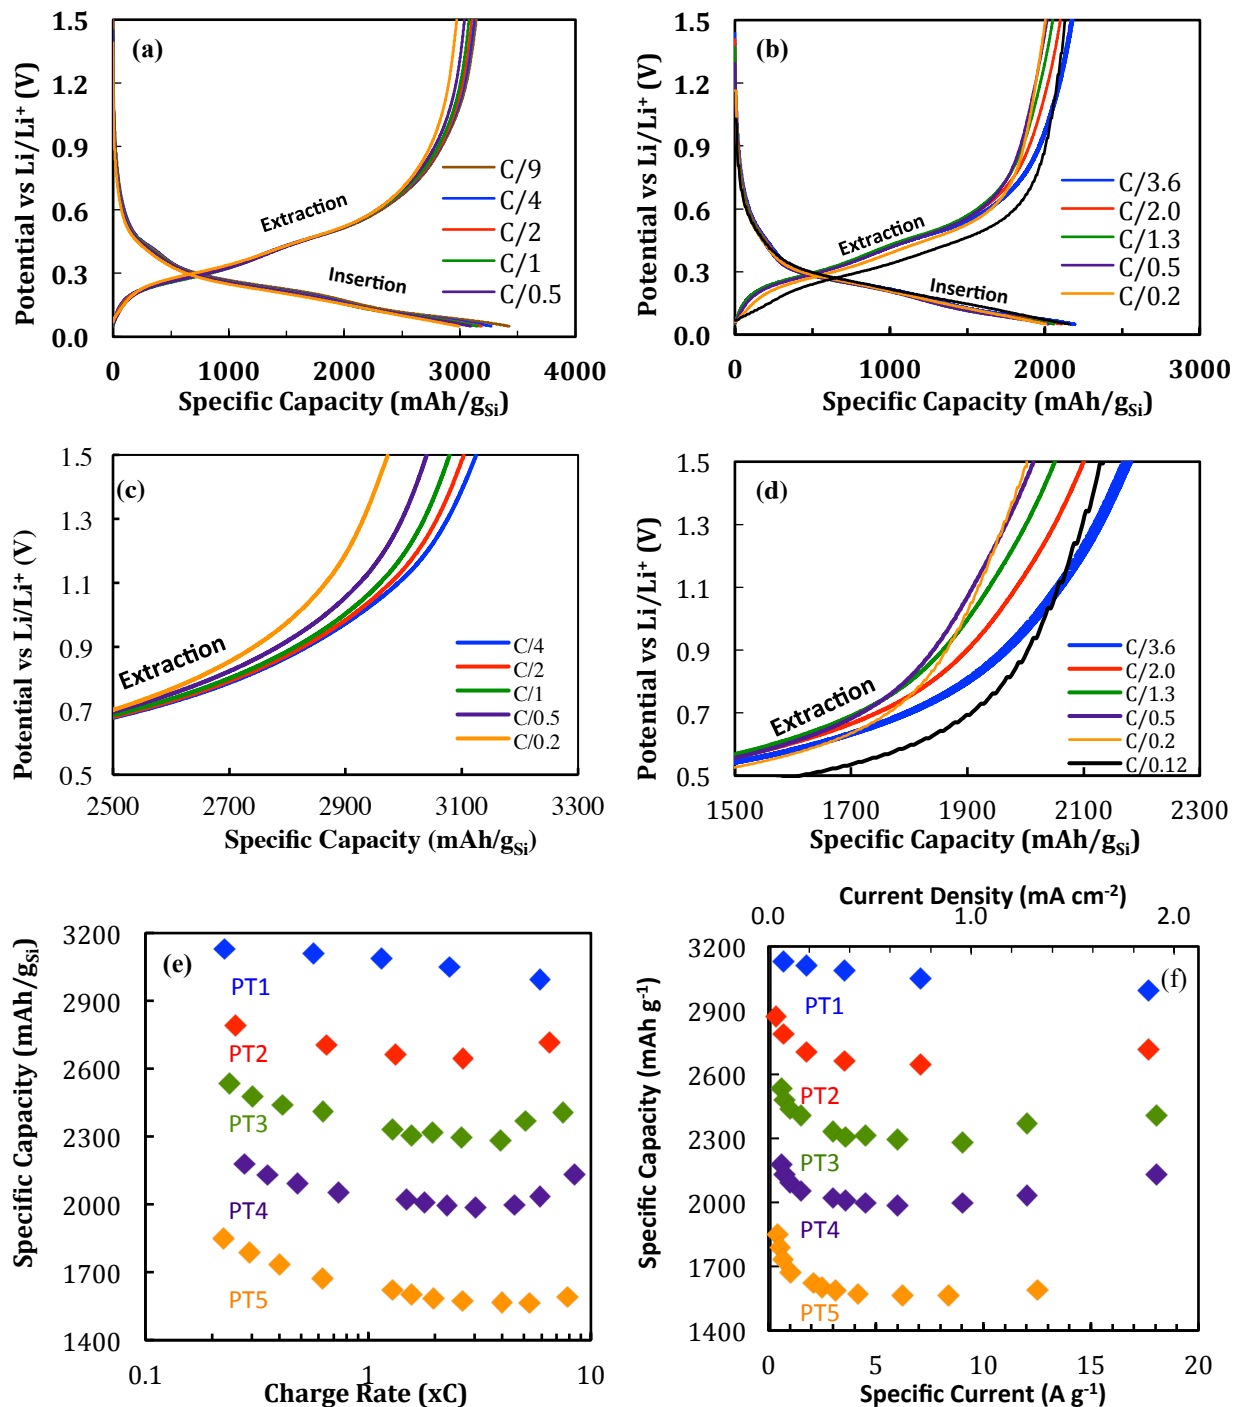 (a)
1.5
1.2
0.9
0.6
0.3
0.0
Potential vs Li/Li⁺ (V)
Extraction
Insertion
C/9
C/4
C/2
C/1
C/0.5
0
1000
2000
3000
4000
Specific Capacity (mAh/gSi)
(b)
1.5
1.2
0.9
0.6
0.3
0.0
Potential vs Li/Li⁺ (V)
Extraction
Insertion
C/3.6
C/2.0
C/1.3
C/0.5
C/0.2
0
1000
2000
3000
Specific Capacity (mAh/gSi)
(c)
1.5
1.3
1.1
0.9
0.7
0.5
Potential vs Li/Li⁺ (V)
Extraction
C/4
C/2
C/1
C/0.5
C/0.2
2500
2700
2900
3100
3300
Specific Capacity (mAh/gSi)
(d)
1.5
1.3
1.1
0.9
0.7
0.5
Potential vs Li/Li⁺ (V)
Extraction
C/3.6
C/2.0
C/1.3
C/0.5
C/0.2
C/0.12
1500
1700
1900
2100
2300
Specific Capacity (mAh/gSi)
(e)
3200
2900
2600
2300
2000
1700
1400
Specific Capacity (mAh/gSi)
PT1
PT2
PT3
PT4
PT5
0.1
1
10
Charge Rate (xC)
Current Density (mA cm⁻²)
0.0
1.0
2.0
(f)
3200
2900
2600
2300
2000
1700
1400
Specific Capacity (mAh g⁻¹)
PT1
PT2
PT3
PT4
PT5
0
5
10
15
20
Specific Current (A g⁻¹)